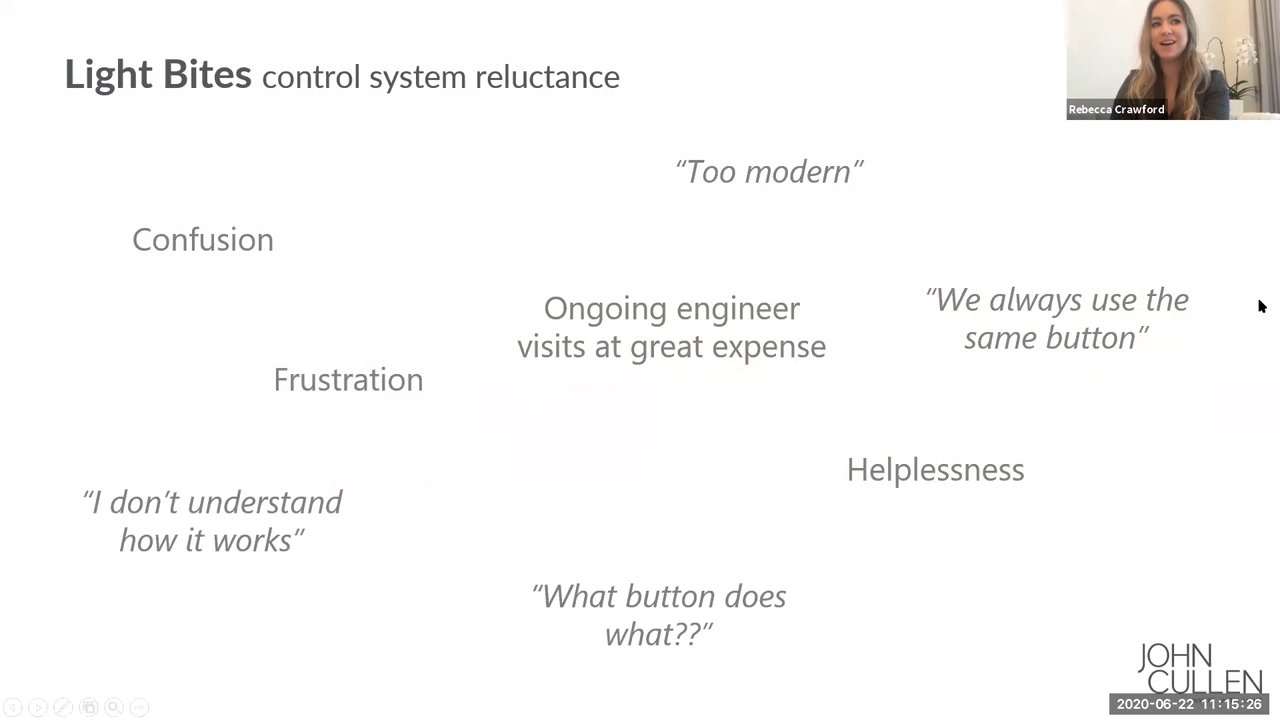 Light Bites control system reluctance
Rebecca Crawford
“Too modern”
Confusion
Ongoing engineer
visits at great expense
“We always use the
same button”
Frustration
Helplessness
“I don’t understand
how it works”
“What button does
what??”
JOHN
CULLEN
2020-06-22 11:15:26